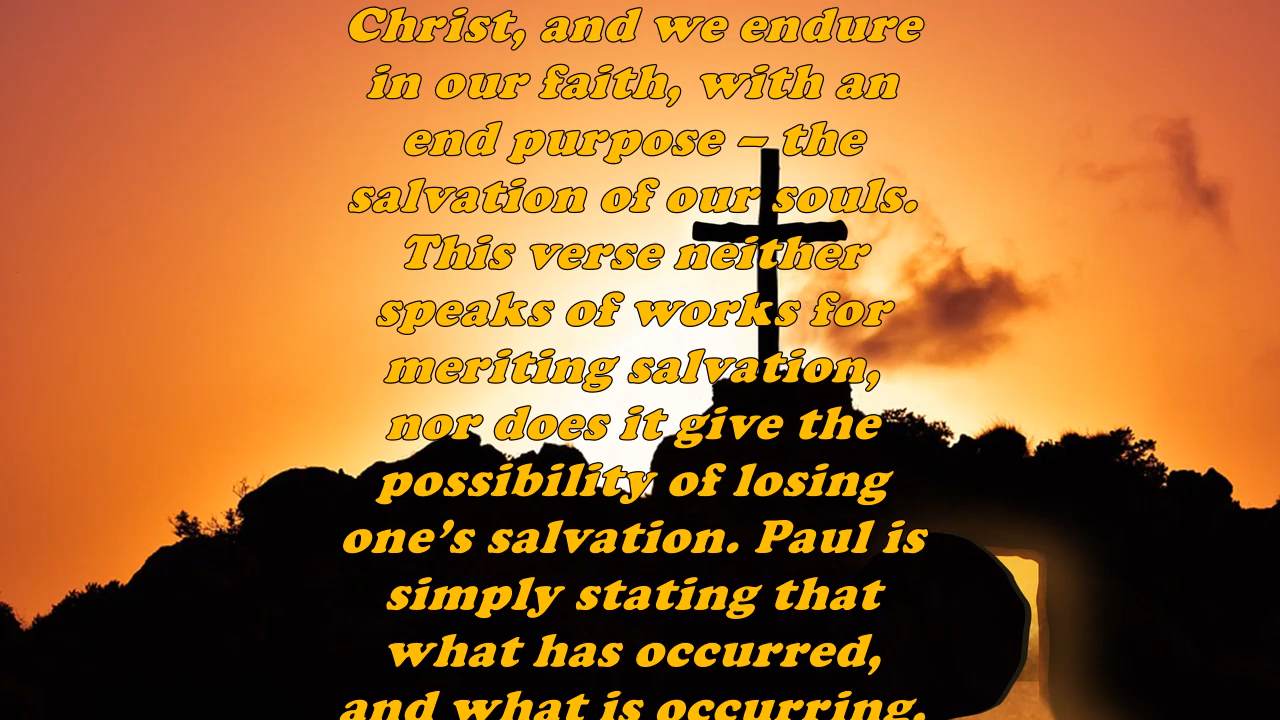 Christ, and we endure
in our faith, with an
end purpose – the
salvation of our souls.
This verse neither
speaks of works for
meriting salvation,
nor does it give the
possibility of losing
one’s salvation. Paul is
simply stating that
what has occurred,
and what is occurring,